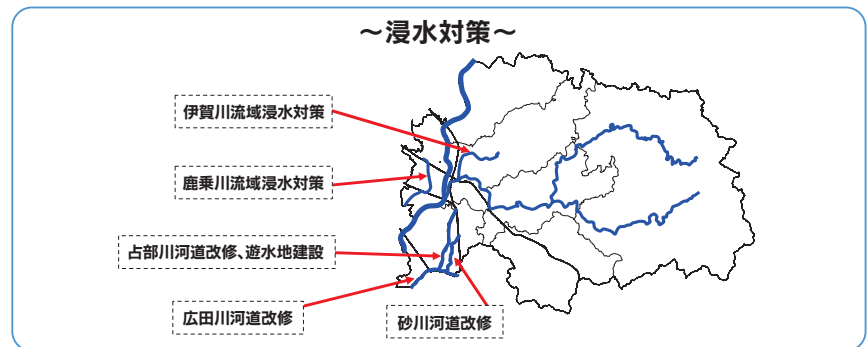 ～浸水対策～
伊賀川流域浸水対策
鹿乗川流域浸水対策
占部川河道改修、遊水地建設
広田川河道改修
砂川河道改修